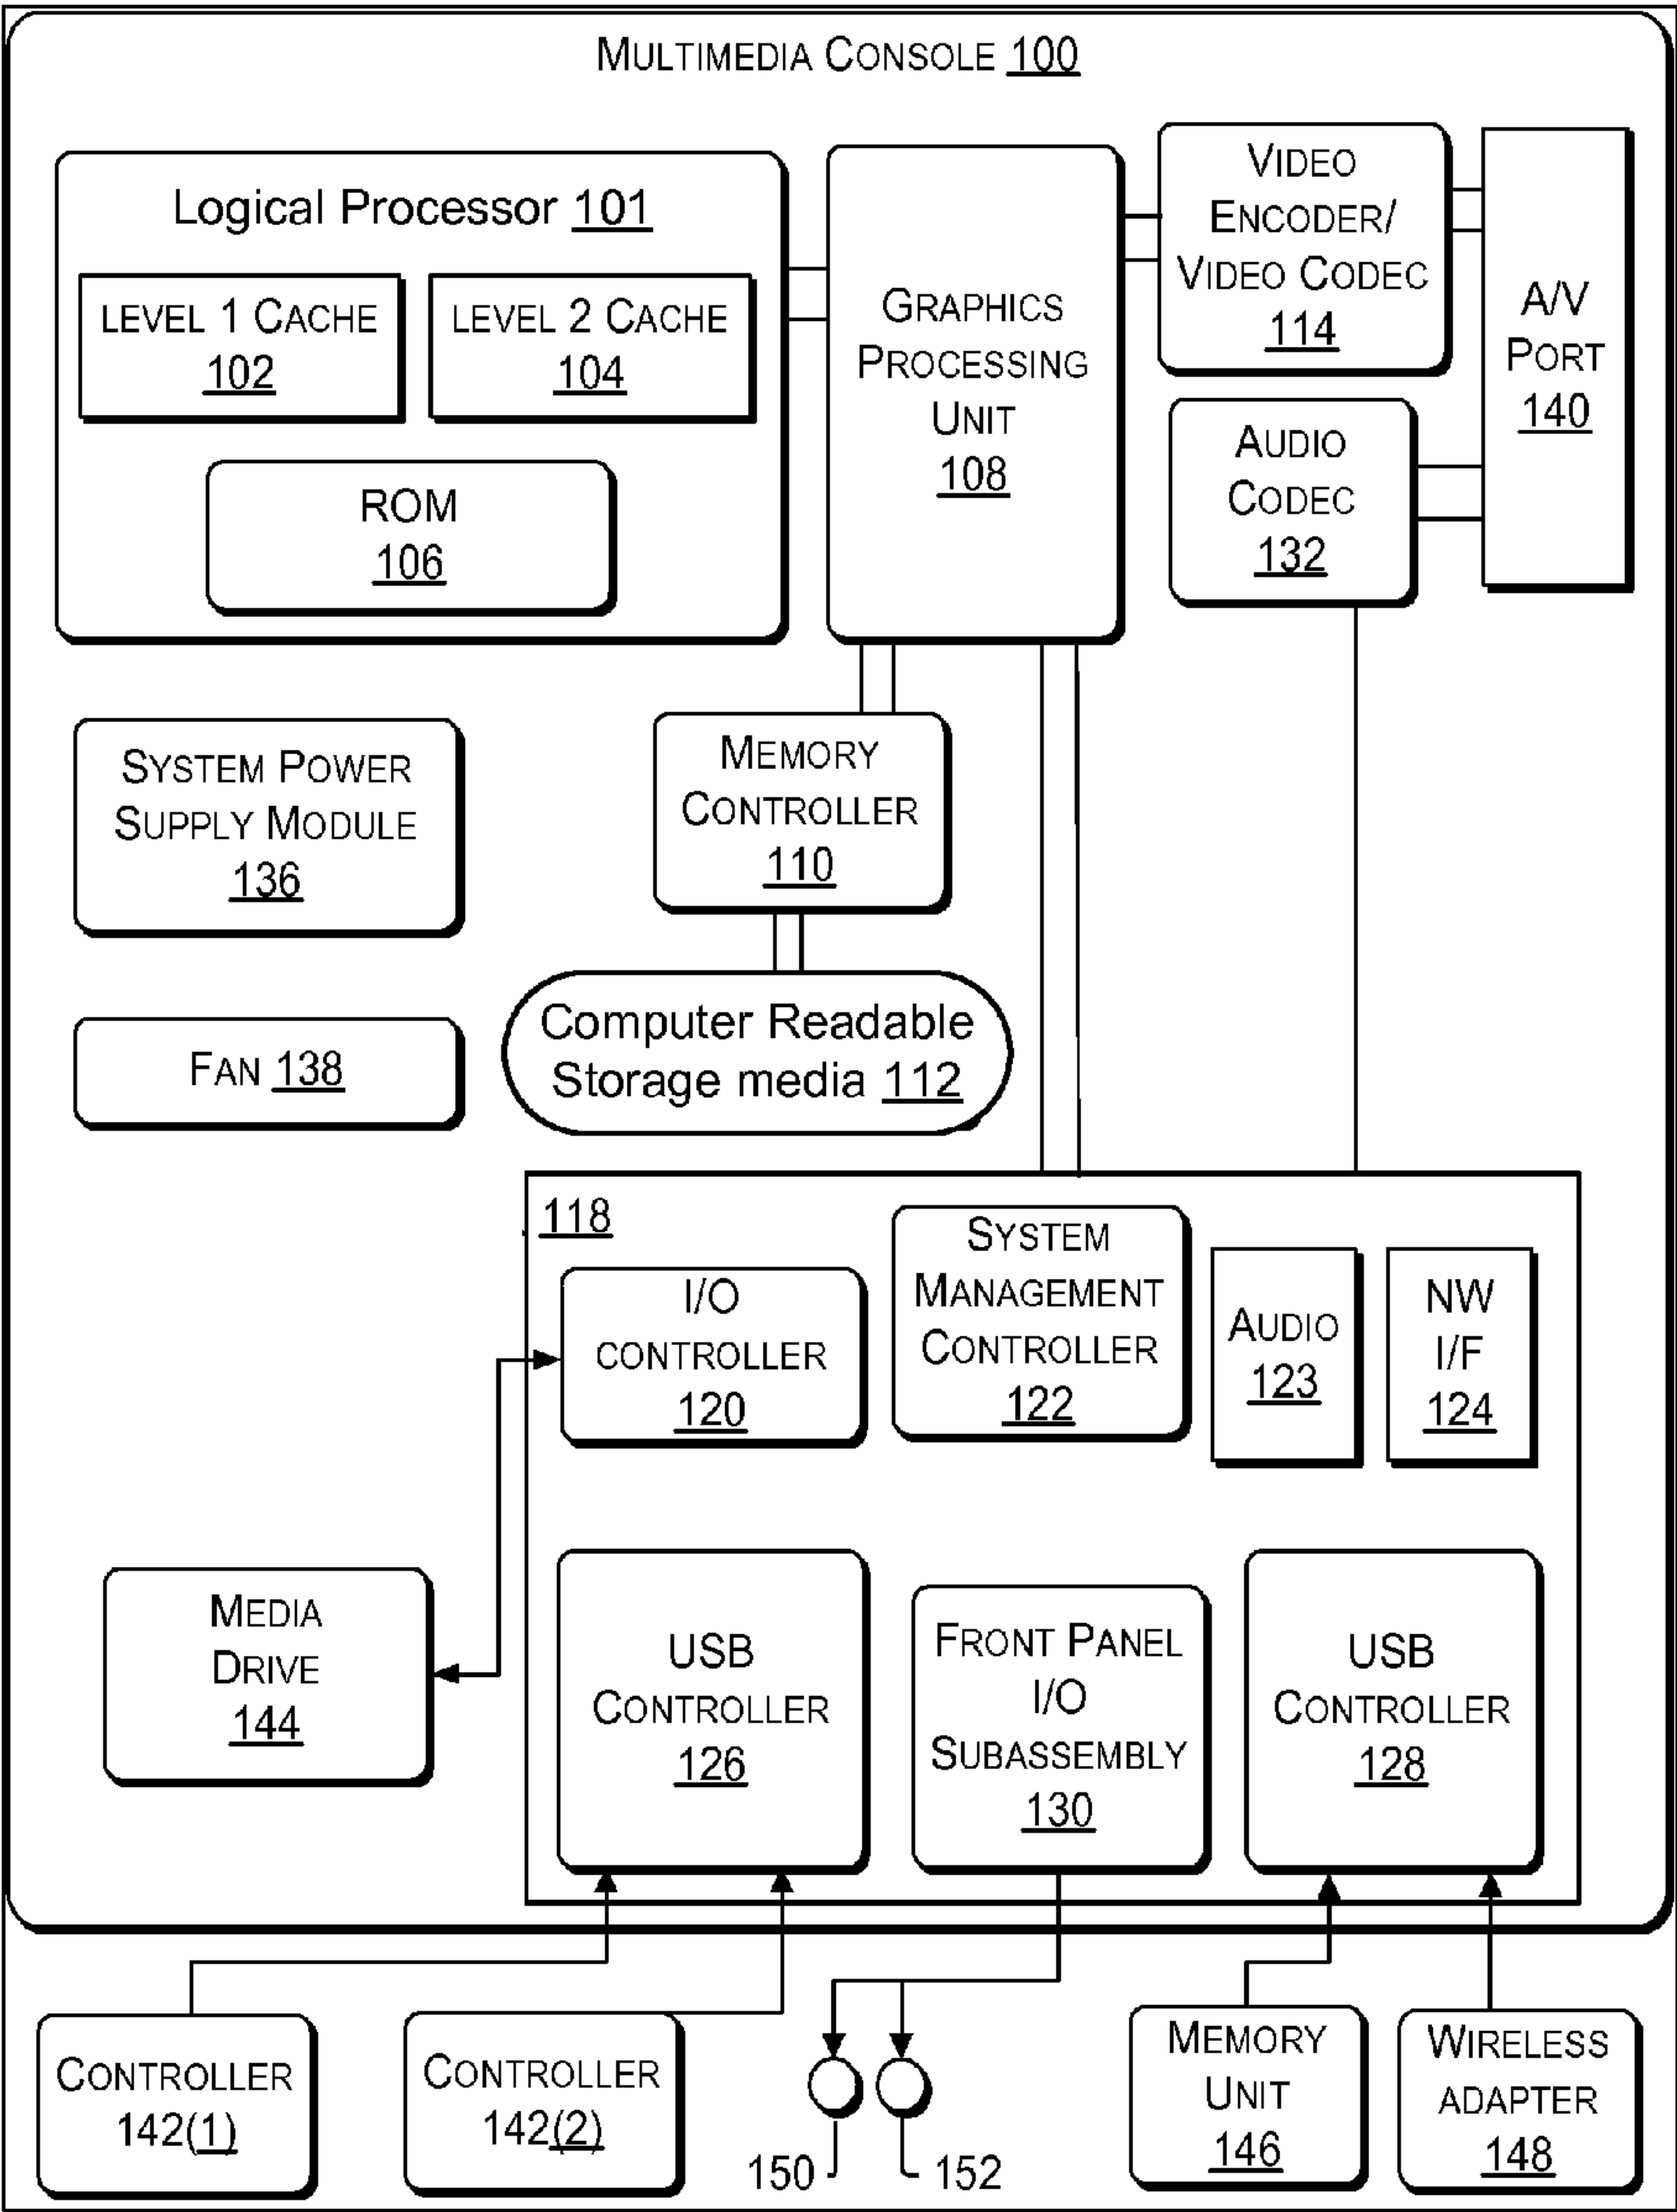 MULTIMEDIA CONSOLE 100
Logical Processor 101
LEVEL 1 CACHE
102
LEVEL 2 CACHE
104
ROM
106
GRAPHICS
PROCESSING
UNIT
108
VIDEO
ENCODER/
VIDEO CODEC
114
AUDIO
CODEC
132
A/V
PORT
140
SYSTEM POWER
SUPPLY MODULE
136
MEMORY
CONTROLLER
110
FAN 138
Computer Readable
Storage media 112
118
I/O
CONTROLLER
120
SYSTEM
MANAGEMENT
CONTROLLER
122
AUDIO
123
NW
I/F
124
MEDIA
DRIVE
144
USB
CONTROLLER
126
FRONT PANEL
I/O
SUBASSEMBLY
130
USB
CONTROLLER
128
CONTROLLER
142(1)
CONTROLLER
142(2)
150
152
MEMORY
UNIT
146
WIRELESS
ADAPTER
148